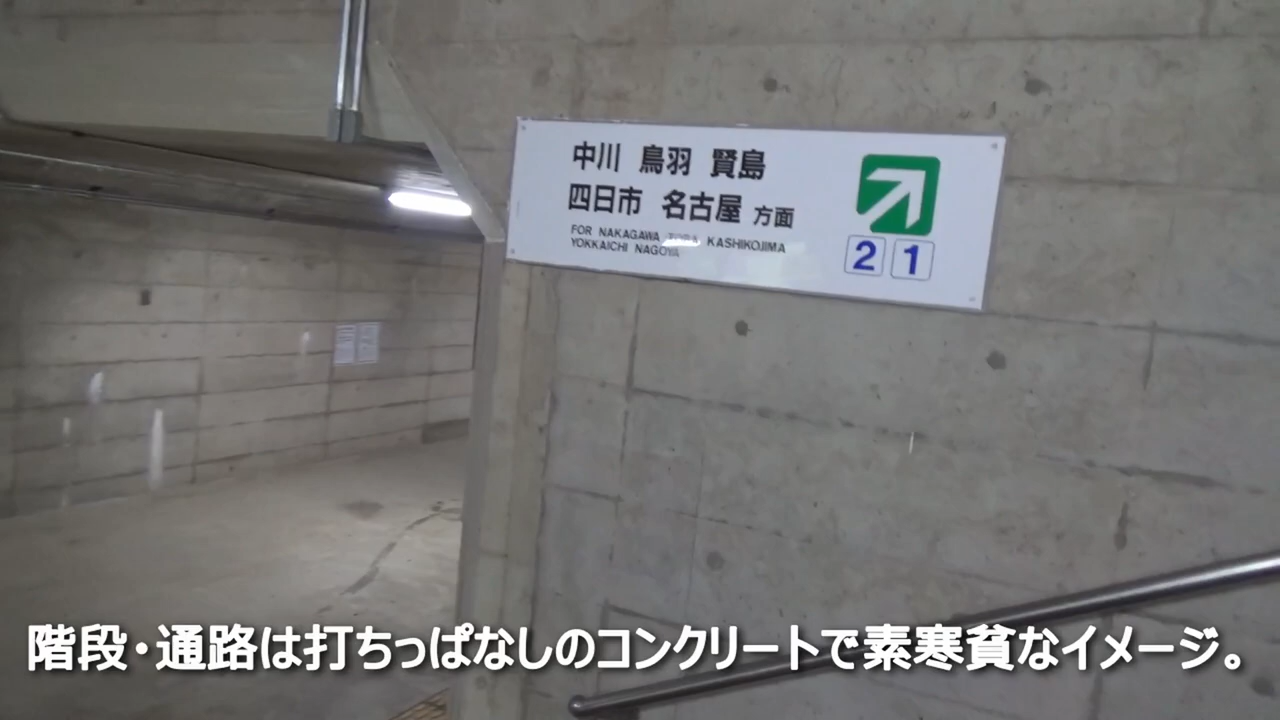 中川 鳥羽 賢島
四日市 名古屋 方面
FOR NAKAGAWA TOBA KASHIKOJIMA
YOKKAICHI NAGOYA
2 1
階段・通路は打ちっぱなしのコンクリートで素寒貧なイメージ。